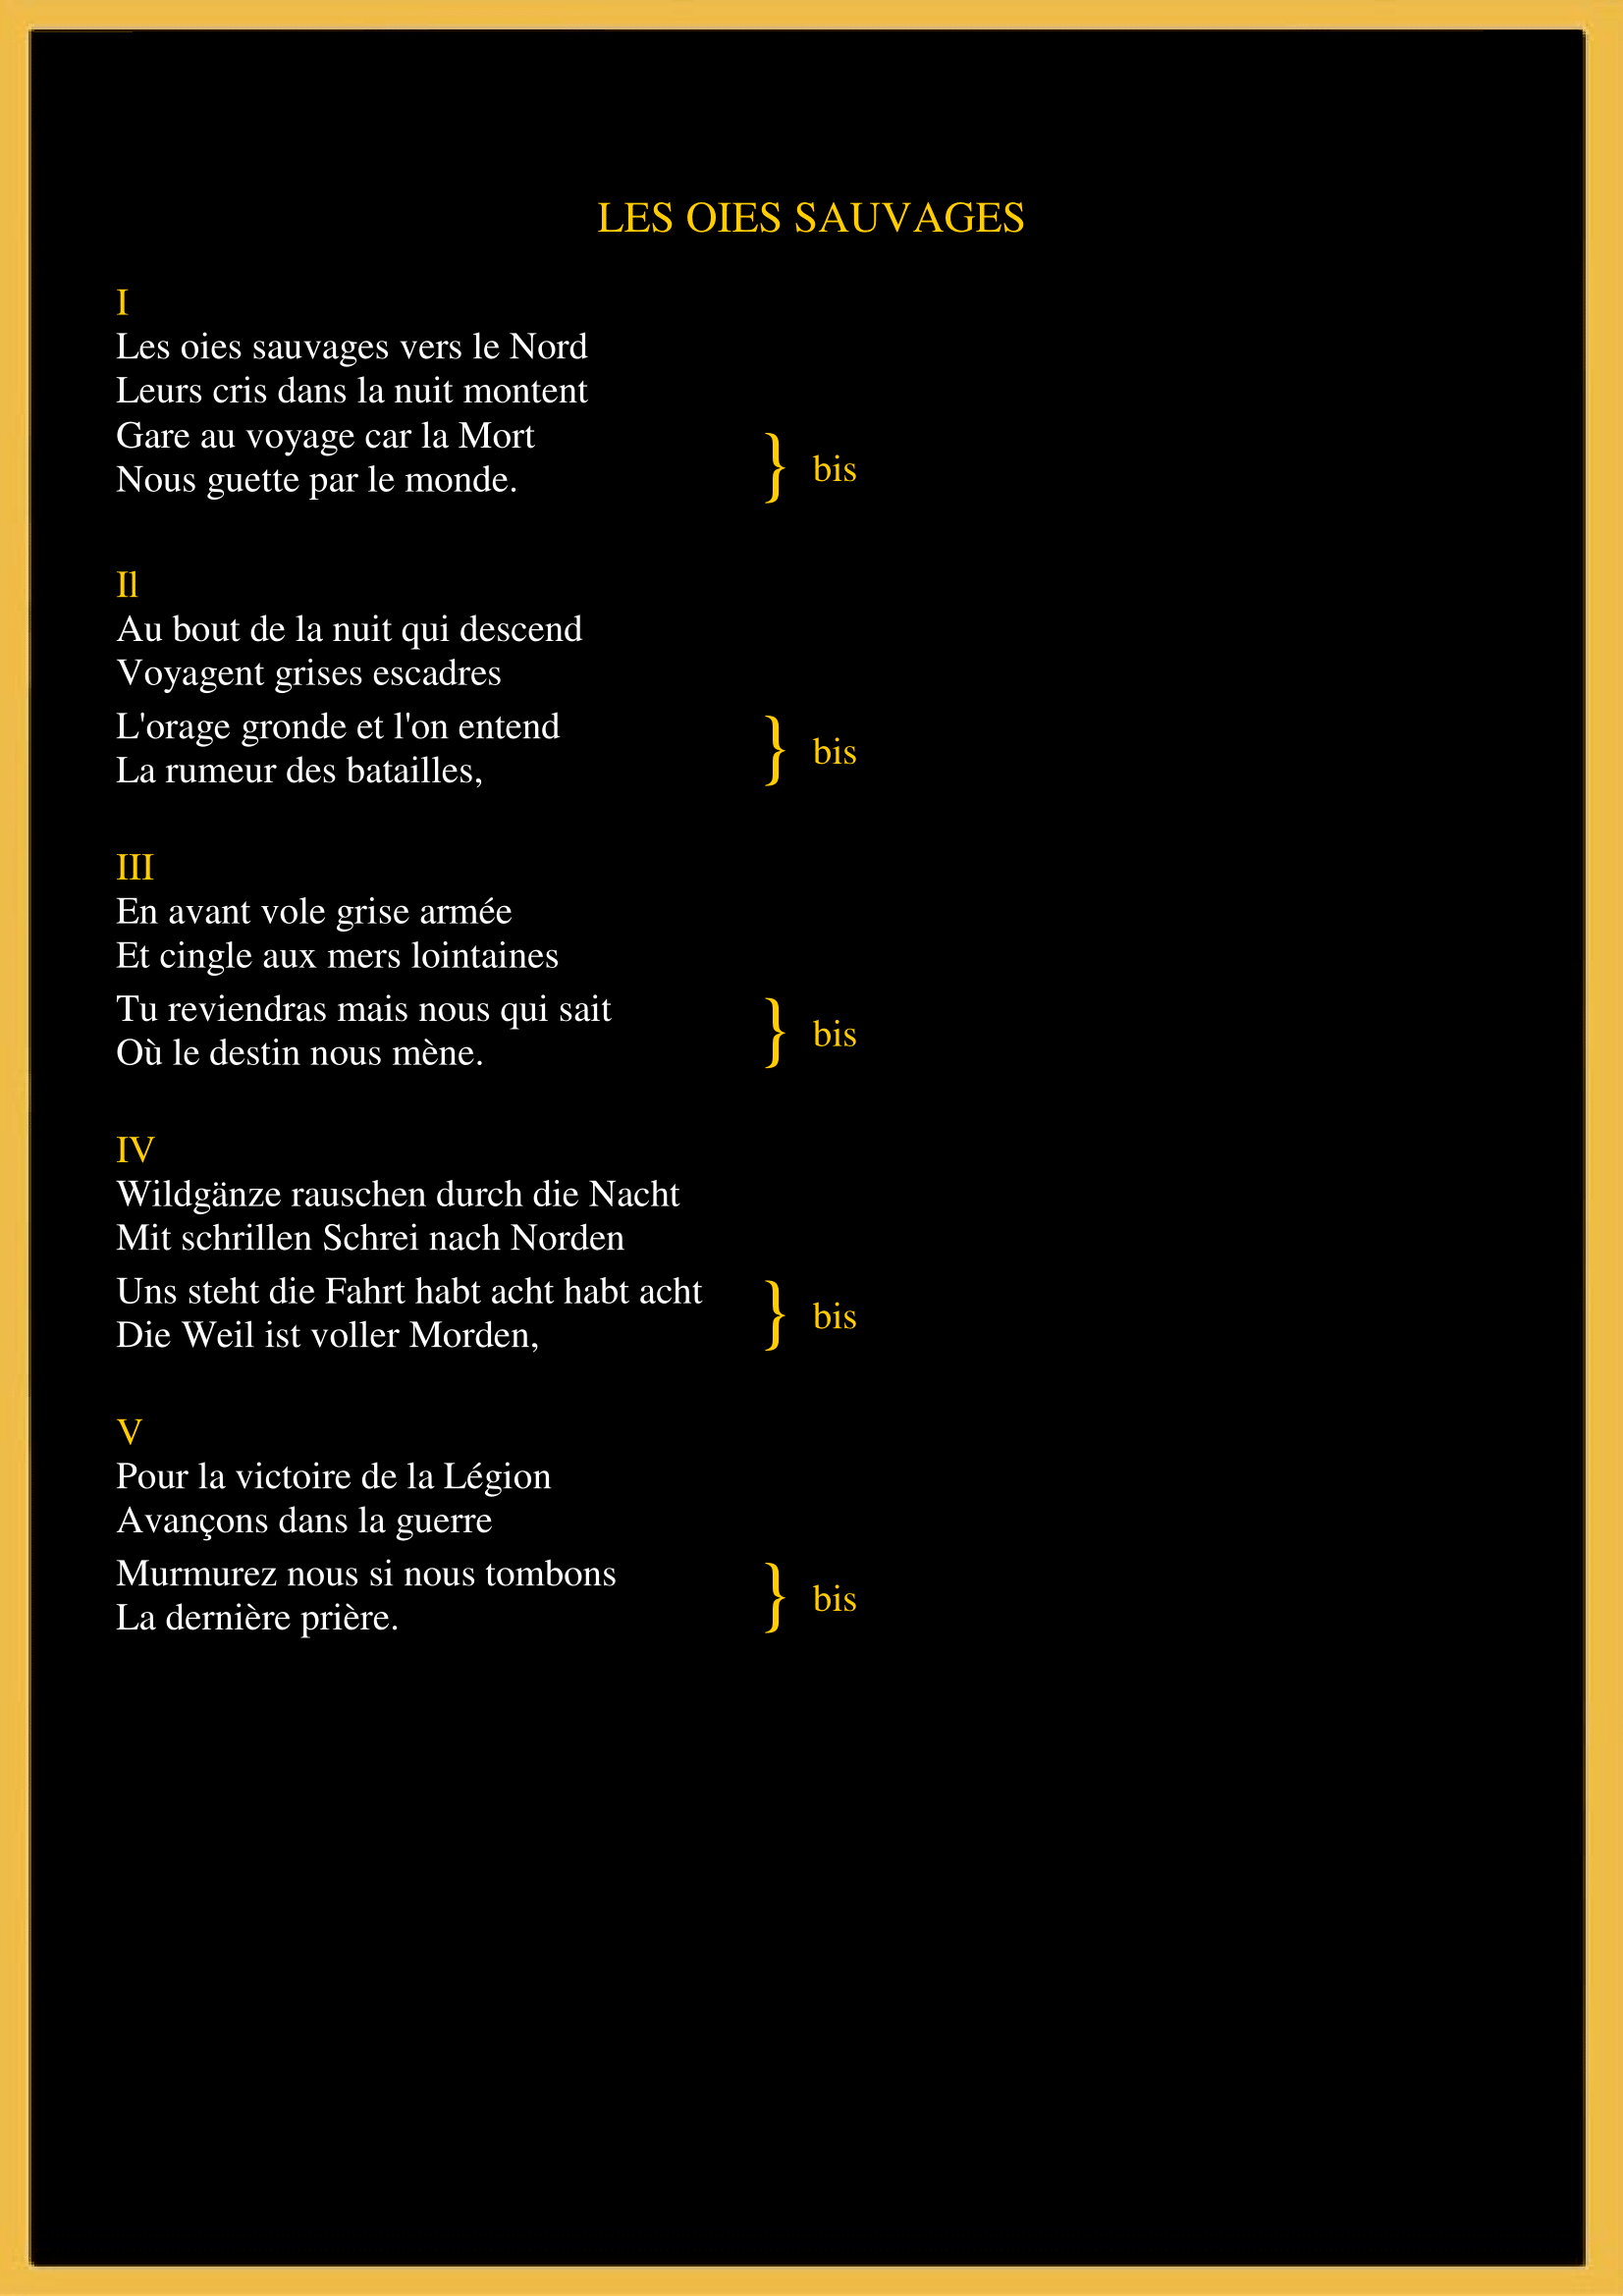 LES OIES SAUVAGES
I
Les oies sauvages vers le Nord
Leurs cris dans la nuit montent
Gare au voyage car la Mort
Nous guette par le monde.
} bis
Il
Au bout de la nuit qui descend
Voyagent grises escadres
L'orage gronde et l'on entend
La rumeur des batailles,
} bis
III
En avant vole grise armée
Et cingle aux mers lointaines
Tu reviendras mais nous qui sait
Où le destin nous mène.
} bis
IV
Wildgänze rauschen durch die Nacht
Mit schrillen Schrei nach Norden
Uns steht die Fahrt habt acht habt acht
Die Weil ist voller Morden,
} bis
V
Pour la victoire de la Légion
Avançons dans la guerre
Murmurez nous si nous tombons
La dernière prière.
} bis